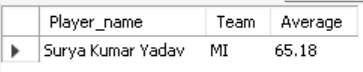 Player_name Team Average
Surya Kumar Yadav MI 65.18